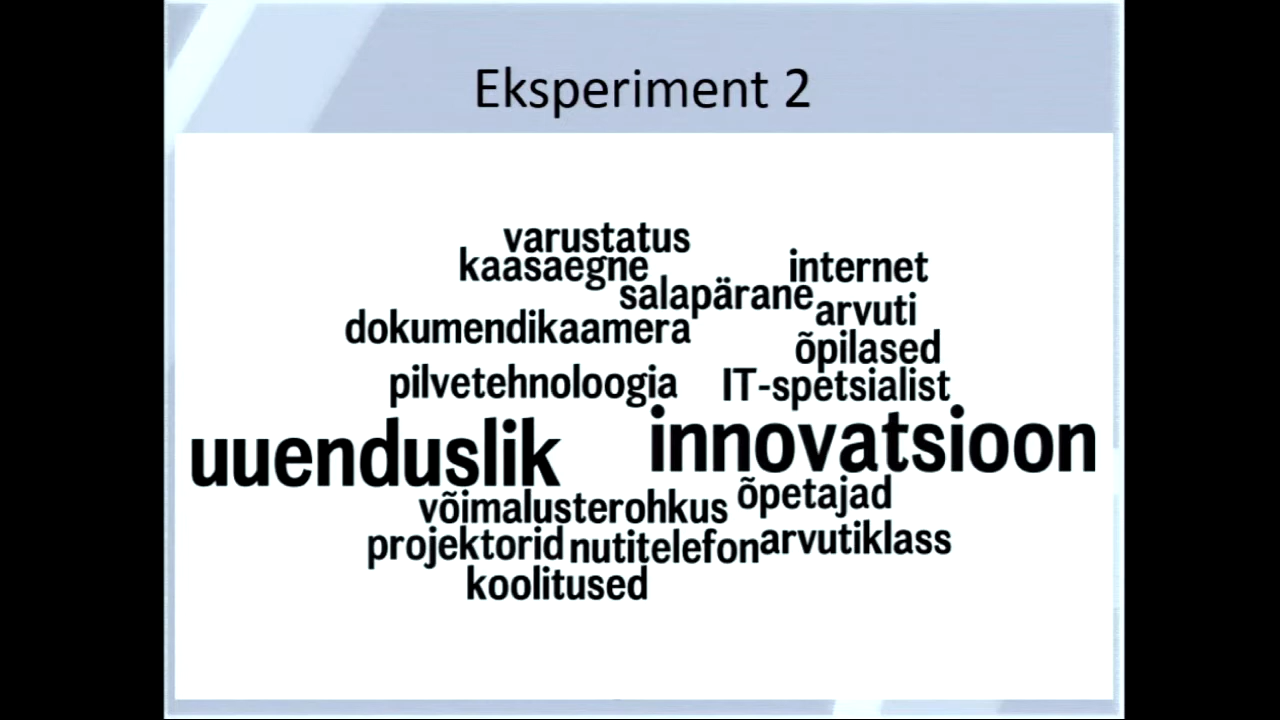 Eksperiment 2
varustatus
kaasaegne
internet
salapärane
arvuti
dokumendikaamera
õpilased
pilvetehnoloogia
IT-spetsialist
uuenduslik
innovatsioon
võimalusterohkus
õpetajad
projektorid
nutitelefon
arvutiklass
koolitused